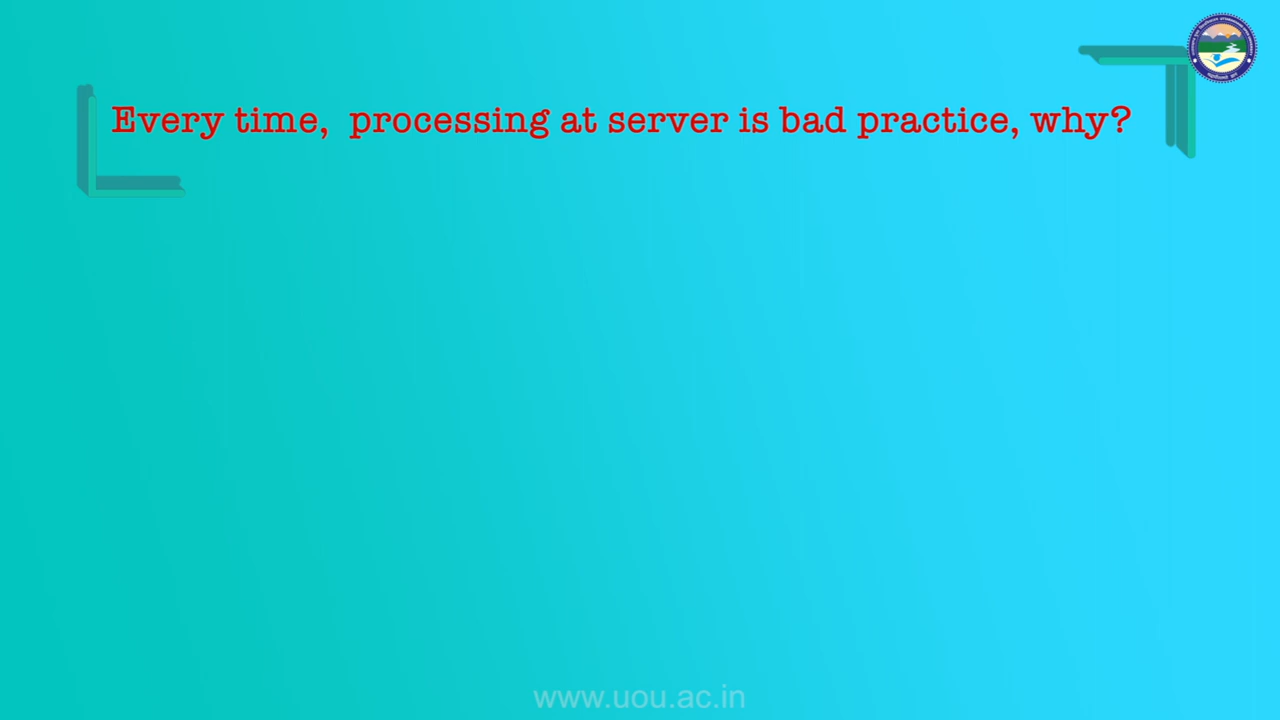 Every time,  processing at server is bad practice, why?
www.uou.ac.in